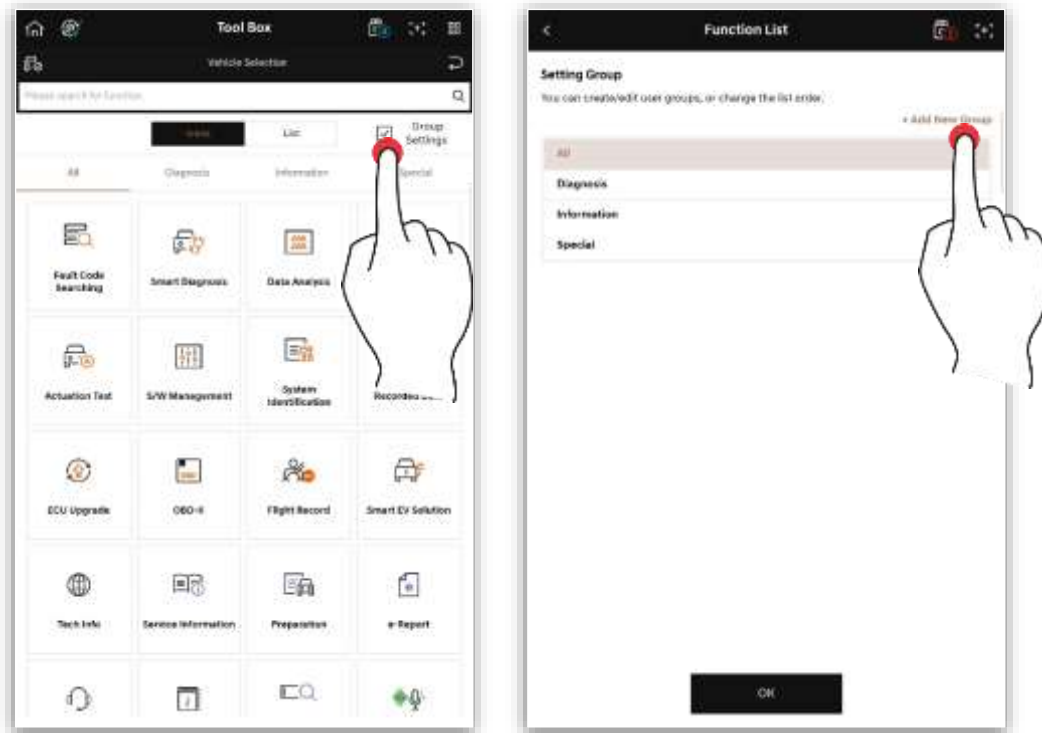 Tool Box
Vehicle Selection
Please search for function.
List
Group
Settings
All
Diagnosis
Information
Special
Fault Code
Searching
Smart Diagnosis
Data Analysis
Actuation Test
S/W Management
System
Identification
Recorded
ECU Upgrade
OBD-II
Flight Record
Smart EV Solution
Tech Info
Service Information
Preparation
e-Report
Function List
Setting Group
You can create/edit user groups, or change the list order.
+ Add New Group
All
Diagnosis
Information
Special
OK